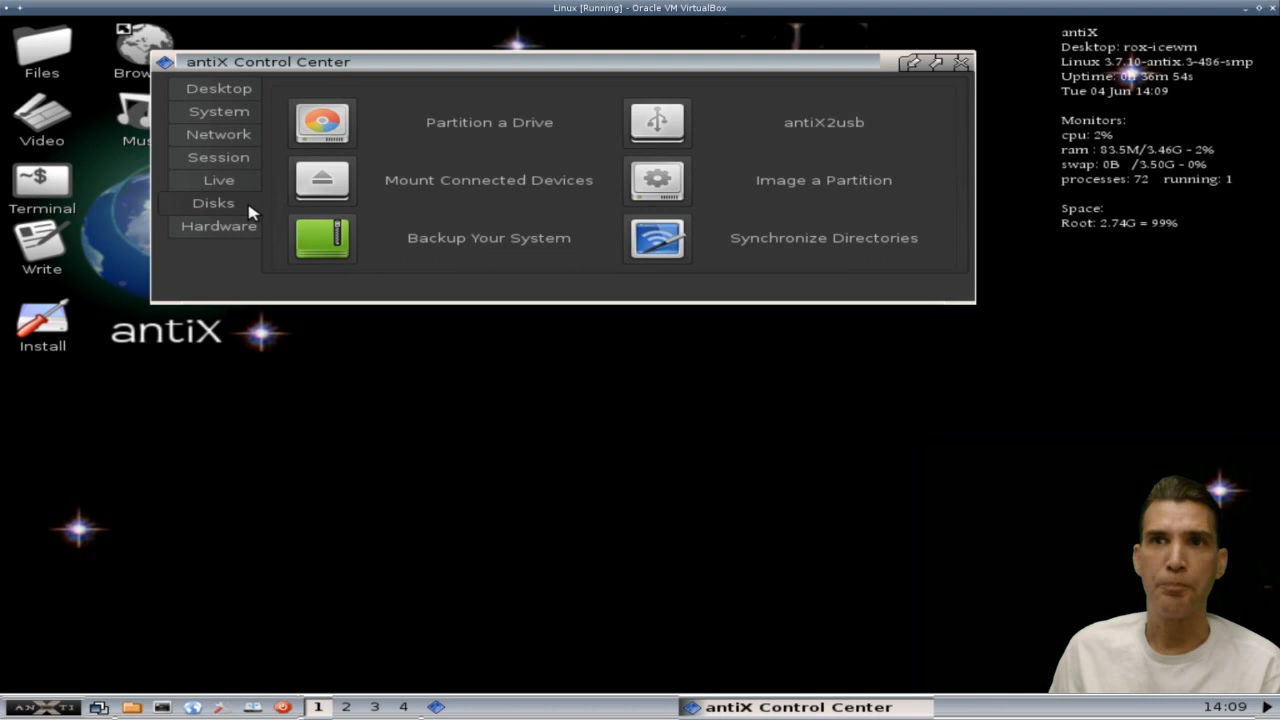 Linux [Running] - Oracle VM VirtualBox
Files
Brow
Video
Mus
~$
Terminal
Write
Install
antiX
antiX Control Center
Desktop
System
Network
Session
Live
Disks
Hardware
Partition a Drive
antiX2usb
Mount Connected Devices
Image a Partition
Backup Your System
Synchronize Directories
antiX
Desktop: rox-icewm
Linux 3.7.10-antix.3-486-smp
Uptime: 0h 36m 54s
Tue 04 Jun 14:09
Monitors:
cpu: 2%
ram : 83.5M/3.46G - 2%
swap: 0B /3.50G - 0%
processes: 72 running: 1
Space:
Root: 2.74G = 99%
1 2 3 4
antiX Control Center
14:09